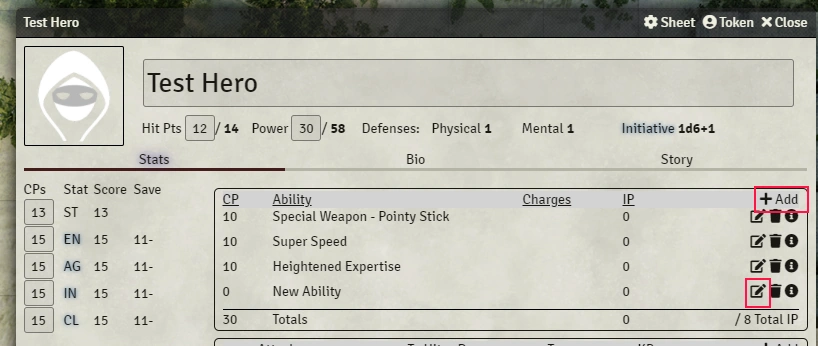 Test Hero Sheet Token Close
Test Hero
Hit Pts 12 / 14 Power 30 / 58 Defenses: Physical 1 Mental 1 Initiative 1d6+1
Stats Bio Story
CPs Stat Score Save
13 ST 13
15 EN 15 11-
15 AG 15 11-
15 IN 15 11-
15 CL 15 11-
CP Ability Charges IP Add
10 Special Weapon - Pointy Stick 0
10 Super Speed 0
10 Heightened Expertise 0
0 New Ability 0
30 Totals 0 / 8 Total IP